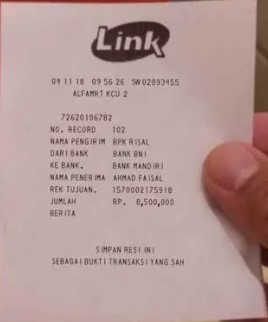 Link
09 11 18 09 56 26 SW02893455
ALFAMRT KCU 2
72620106782
NO. RECORD 102
NAMA PENGIRIM BPK RISAL
DARI BANK BANK BNI
KE BANK. BANK MANDIRI
NAMA PENERIMA AHMAD FAISAL
REK TUJUAN. 1570002175918
JUMLAH RP. 8,500,000
BERITA
SIMPAN RESI INI
SEBAGAI BUKTI TRANSAKSI YANG SAH